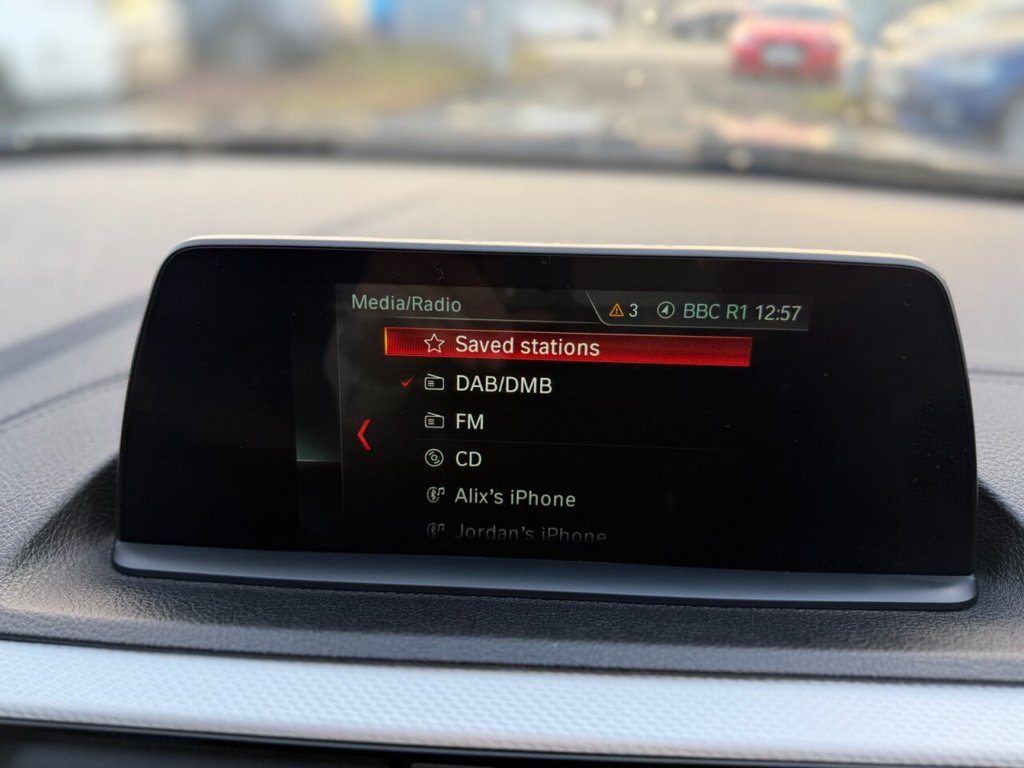 Media/Radio 3 BBC R1 12:57
Saved stations
DAB/DMB
FM
CD
Alix's iPhone
Jordan's iPhone